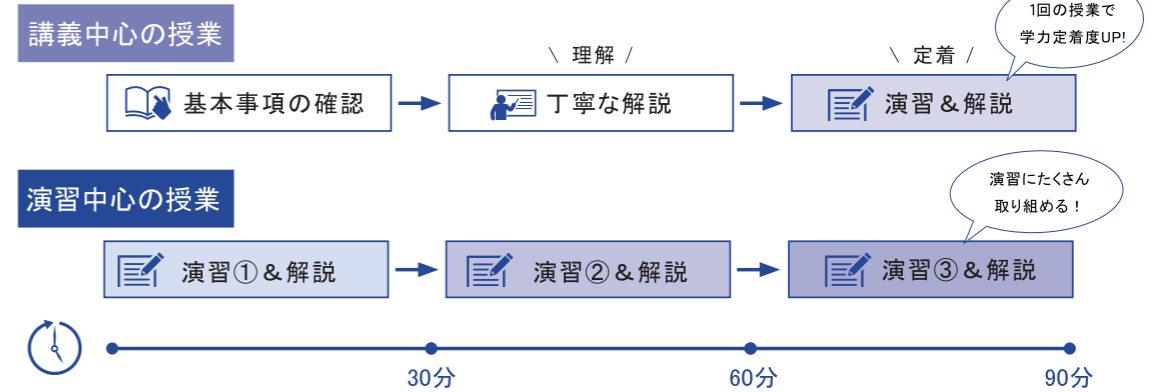 1回の授業で
学力定着度UP!
講義中心の授業
\ 理解 /
\ 定着 /
基本事項の確認
丁寧な解説
演習&解説
演習中心の授業
演習にたくさん
取り組める！
演習①&解説
演習②&解説
演習③&解説
30分
60分
90分